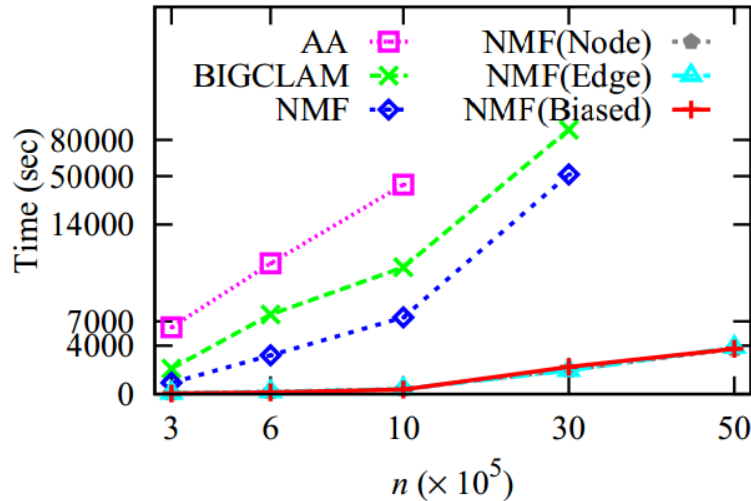 AA
BIGCLAM
NMF
NMF(Node)
NMF(Edge)
NMF(Biased)
Time (sec)
80000
50000
14000
7000
4000
0
3 6 10 30 50
n (× 10⁵)